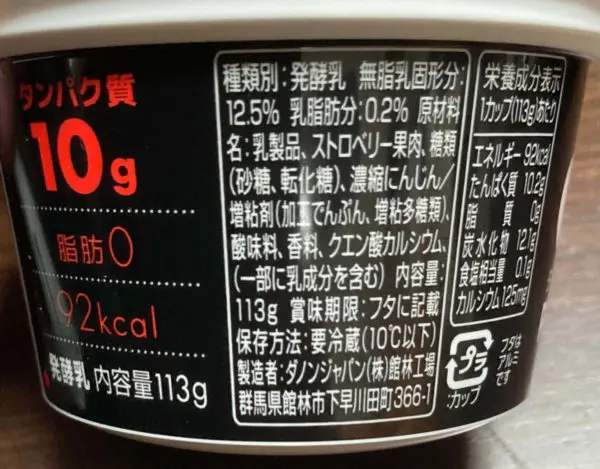 タンパク質
10g
脂肪0
92kcal
発酵乳 内容量113g
種類別:発酵乳 無脂乳固形分:
12.5% 乳脂肪分:0.2% 原材料
名:乳製品、ストロベリー果肉、糖類
(砂糖、転化糖)、濃縮にんじん/
増粘剤(加工でんぷん、増粘多糖類)、
酸味料、香料、クエン酸カルシウム、
(一部に乳成分を含む) 内容量:
113g 賞味期限:フタに記載
保存方法:要冷蔵(10℃以下)
製造者:ダノンジャパン(株)館林工場
群馬県館林市下早川田町366-1
栄養成分表示
1カップ(113g)あたり
エネルギー 92kcal
たんぱく質 10.2g
脂質 0g
炭水化物 12.1g
食塩相当量 0.1g
カルシウム 125mg
プラ
:カップ
フタは
アルミ
です